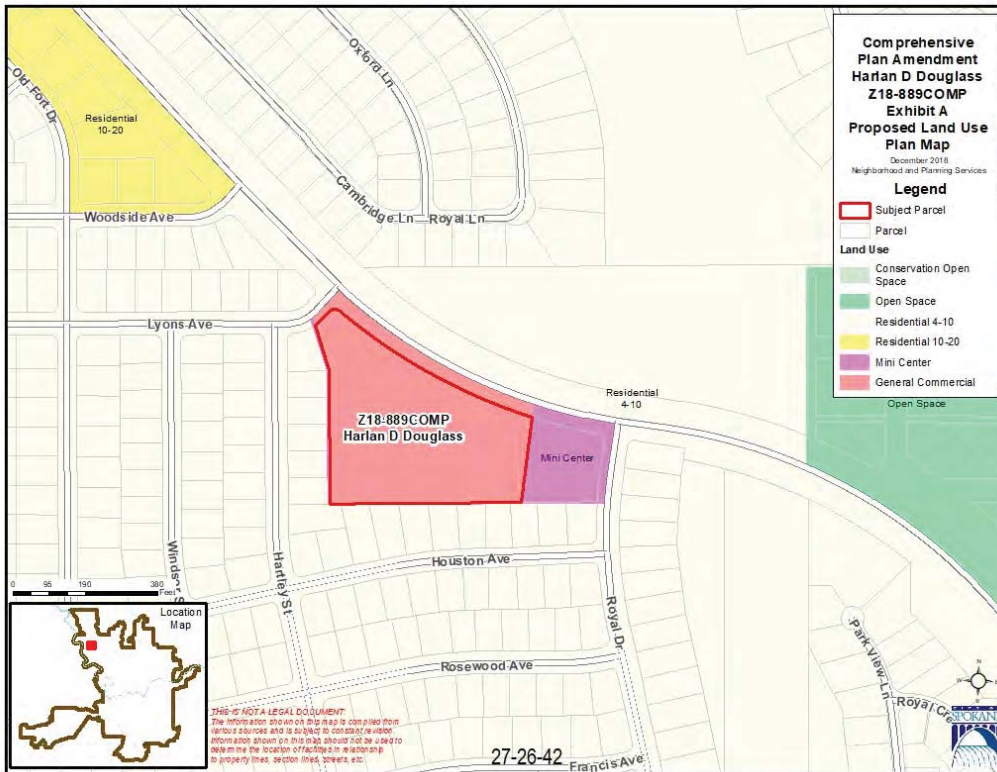 Comprehensive
Plan Amendment
Harlan D Douglass
Z18-889COMP
Exhibit A
Proposed Land Use
Plan Map
December 2018
Neighborhood and Planning Services
Legend
Subject Parcel
Parcel
Land Use
Conservation Open
Space
Open Space
Residential 4-10
Residential 10-20
Mini Center
General Commercial
Open Space
Oxford Ln
Old Fort Dr
Residential
10-20
Cambridge Ln
Royal Ln
Woodside Ave
Lyons Ave
Residential
4-10
Z18-889COMP
Harlan D Douglass
Mini Center
Houston Ave
Hartley St
Royal Dr
Rosewood Ave
Park View Ln
Francis Ave
27-26-42
0 95 190 380
Feet
Location
Map
THIS IS NOT A LEGAL DOCUMENT:
The information shown on this map is compiled from
various sources and is subject to constant revision.
Information shown on this map should not be used to
determine the location of facilities in relationship
to property lines, section lines, streets, etc.
N
W
E
S
SPOKANE